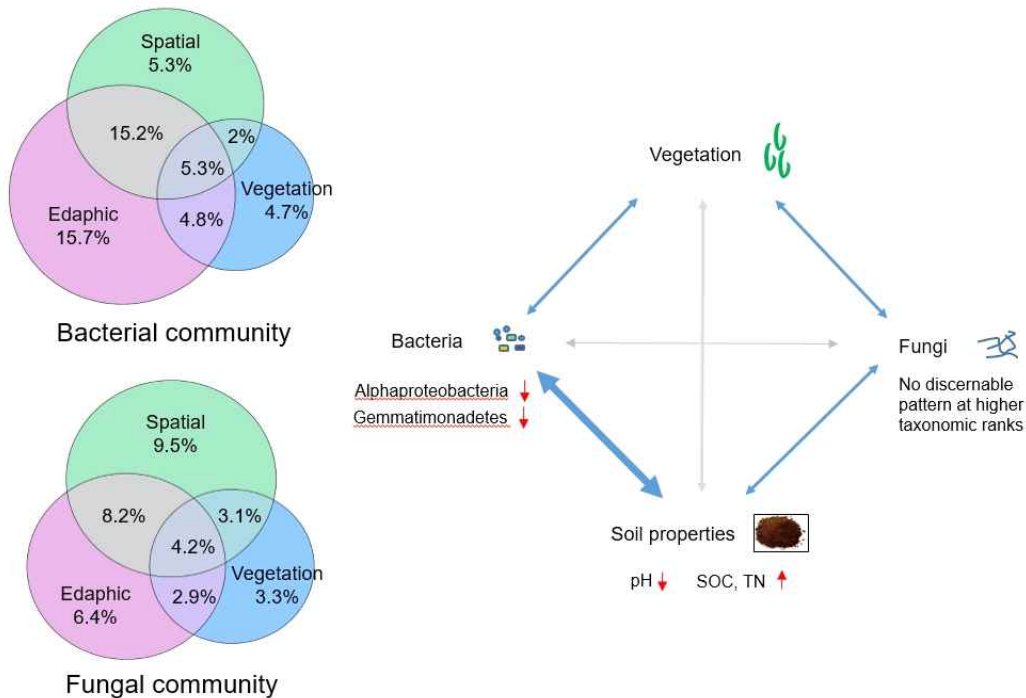 Spatial
5.3%
15.2%
2%
5.3%
Vegetation
4.7%
Edaphic
15.7%
4.8%
Bacterial community
Spatial
9.5%
8.2%
3.1%
4.2%
Vegetation
3.3%
Edaphic
6.4%
2.9%
Fungal community
Vegetation
Bacteria
Alphaproteobacteria
Gemmatimonadetes
Fungi
No discernable
pattern at higher
taxonomic ranks
Soil properties
pH SOC, TN